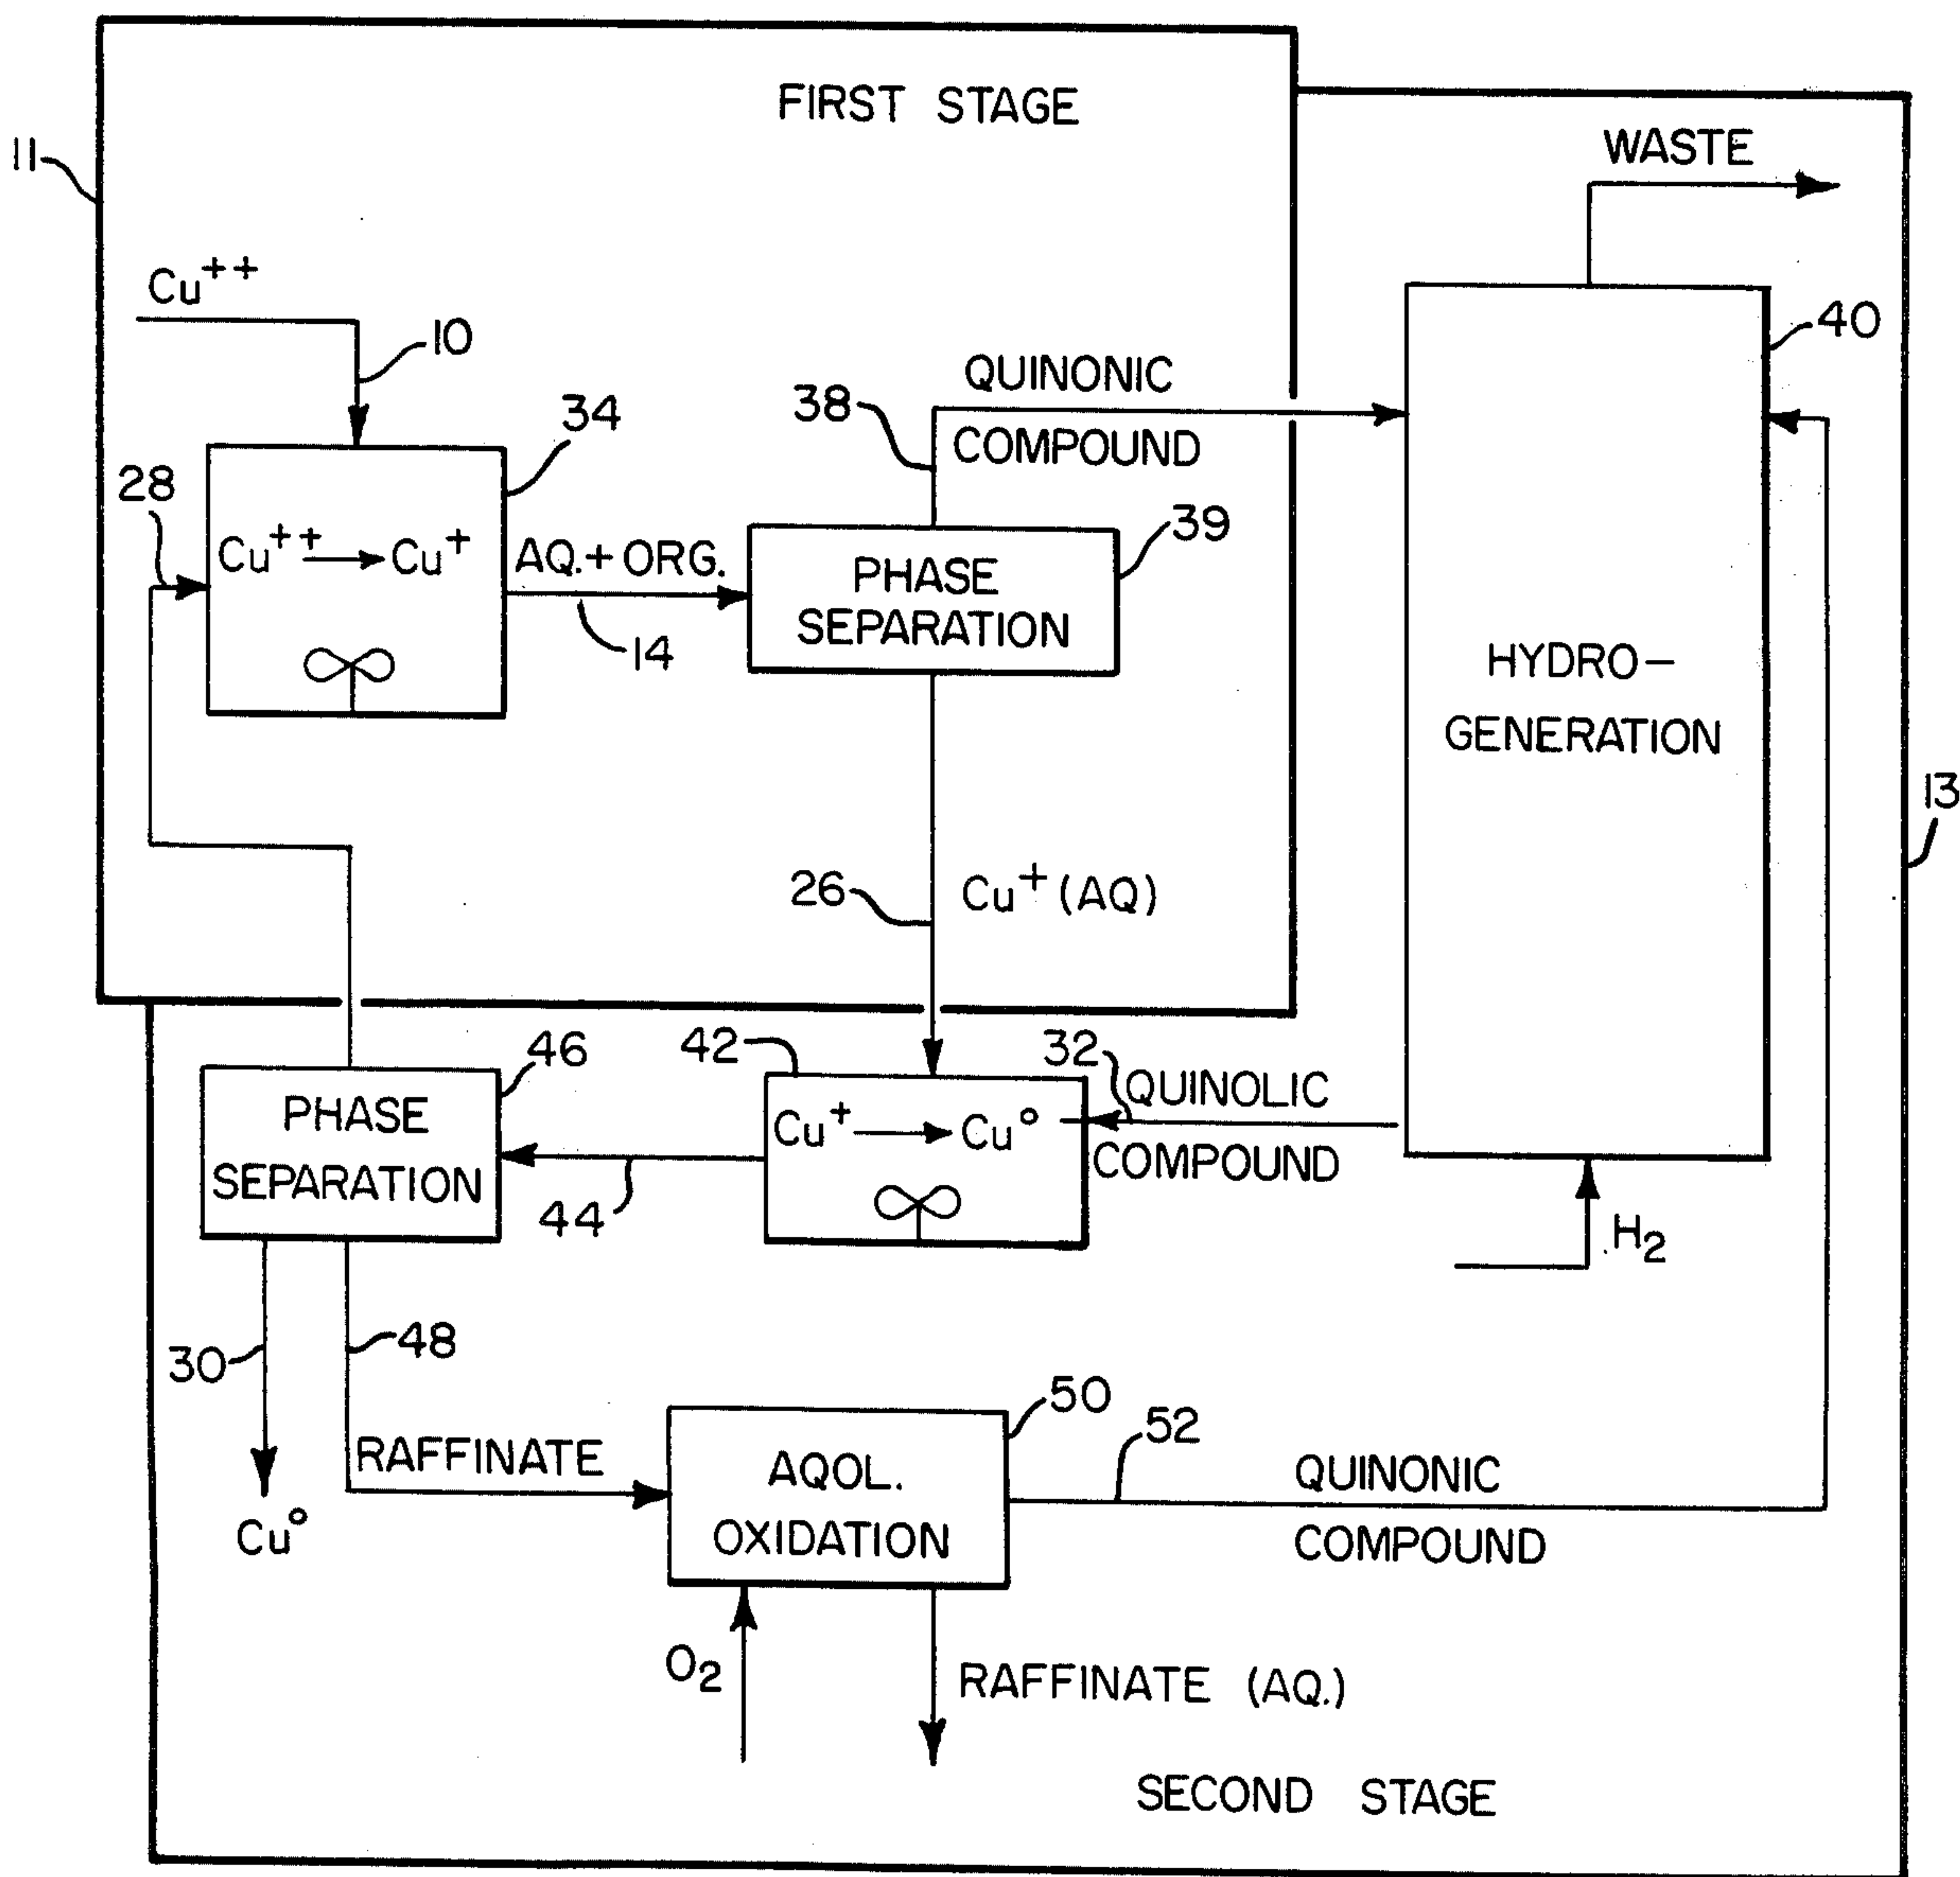 FIRST STAGE
11
WASTE
Cu++
10
40
QUINONIC
38
COMPOUND
34
28
39
Cu++ → Cu+
AQ. + ORG.
PHASE
SEPARATION
14
HYDRO-
GENERATION
13
26
Cu+ (AQ)
46
42
32
QUINOLIC
COMPOUND
PHASE
SEPARATION
Cu+ → Cu°
44
H2
30
48
50
52
RAFFINATE
AQOL.
OXIDATION
QUINONIC
COMPOUND
Cu°
O2
RAFFINATE (AQ.)
SECOND STAGE